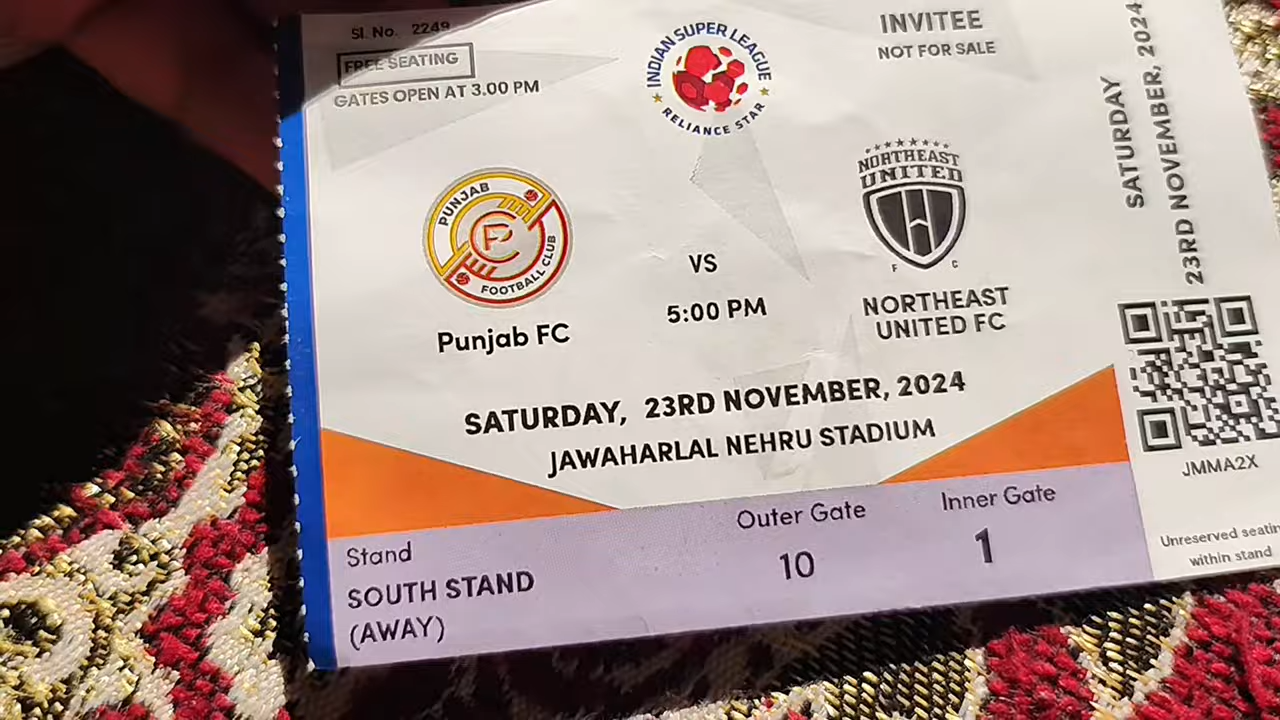 Sl. No. 2249
FREE SEATING
GATES OPEN AT 3.00 PM
INDIAN SUPER LEAGUE
RELIANCE STAR
INVITEE
NOT FOR SALE
PUNJAB
FC
FOOTBALL CLUB
Punjab FC
VS
5:00 PM
NORTHEAST
UNITED
F C
NORTHEAST
UNITED FC
SATURDAY, 23RD NOVEMBER, 2024
JAWAHARLAL NEHRU STADIUM
Stand
SOUTH STAND
(AWAY)
Outer Gate
10
Inner Gate
1
SATURDAY
23RD NOVEMBER, 2024
JMMA2X
Unreserved seatin
within stand